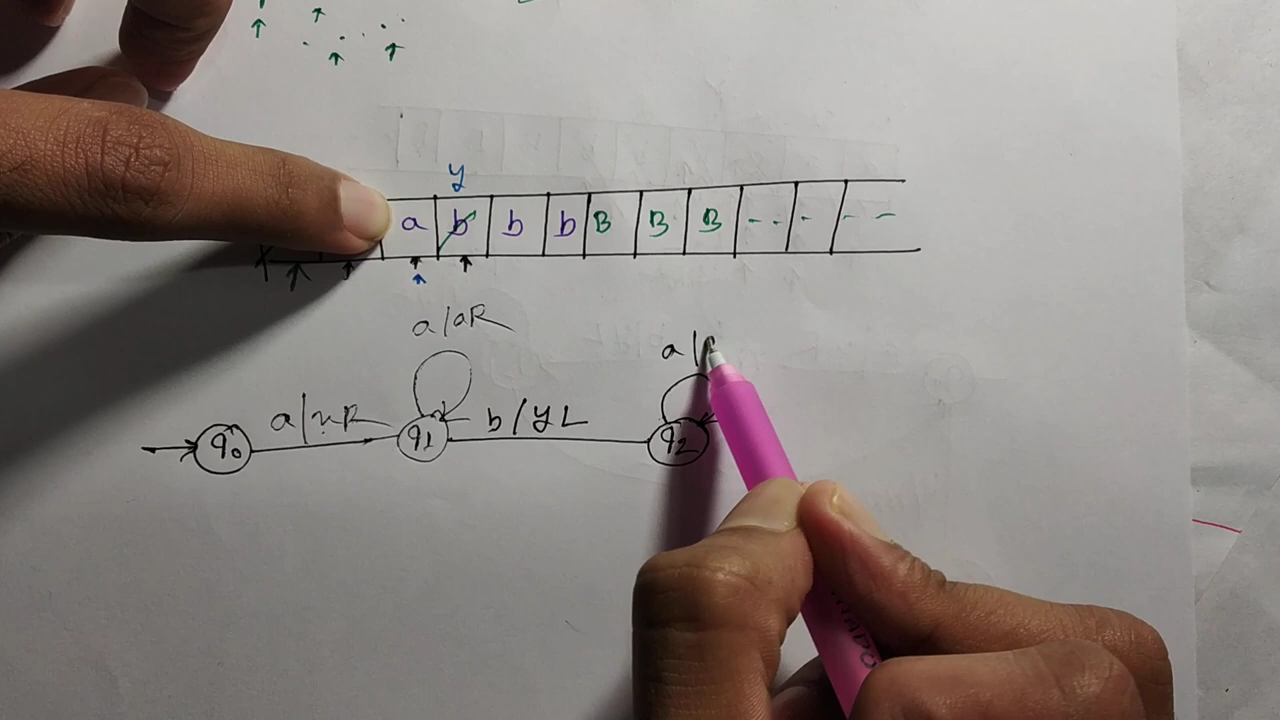 y
a b b b B B B - - - - -
a/aR
a/
a/xR b/yL
q0 q1 q2